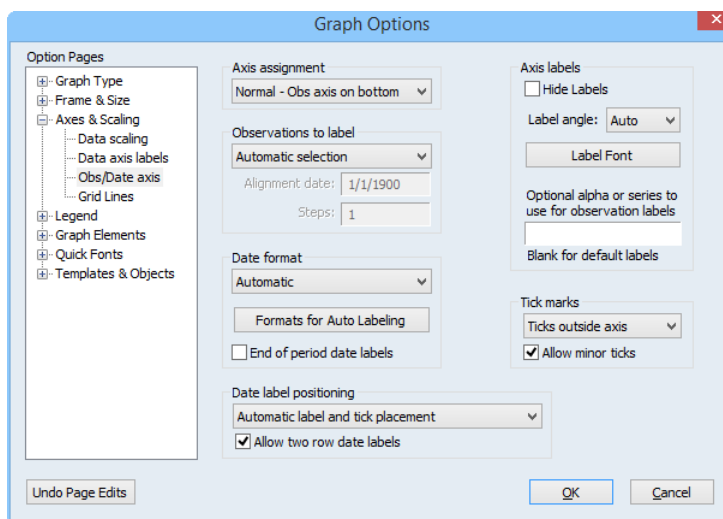 Graph Options
Option Pages
Graph Type
Frame & Size
Axes & Scaling
Data scaling
Data axis labels
Obs/Date axis
Grid Lines
Legend
Graph Elements
Quick Fonts
Templates & Objects
Axis assignment
Normal - Obs axis on bottom
Observations to label
Automatic selection
Alignment date: 1/1/1900
Steps: 1
Date format
Automatic
Formats for Auto Labeling
End of period date labels
Date label positioning
Automatic label and tick placement
Allow two row date labels
Axis labels
Hide Labels
Label angle: Auto
Label Font
Optional alpha or series to
use for observation labels
Blank for default labels
Tick marks
Ticks outside axis
Allow minor ticks
Undo Page Edits
OK
Cancel